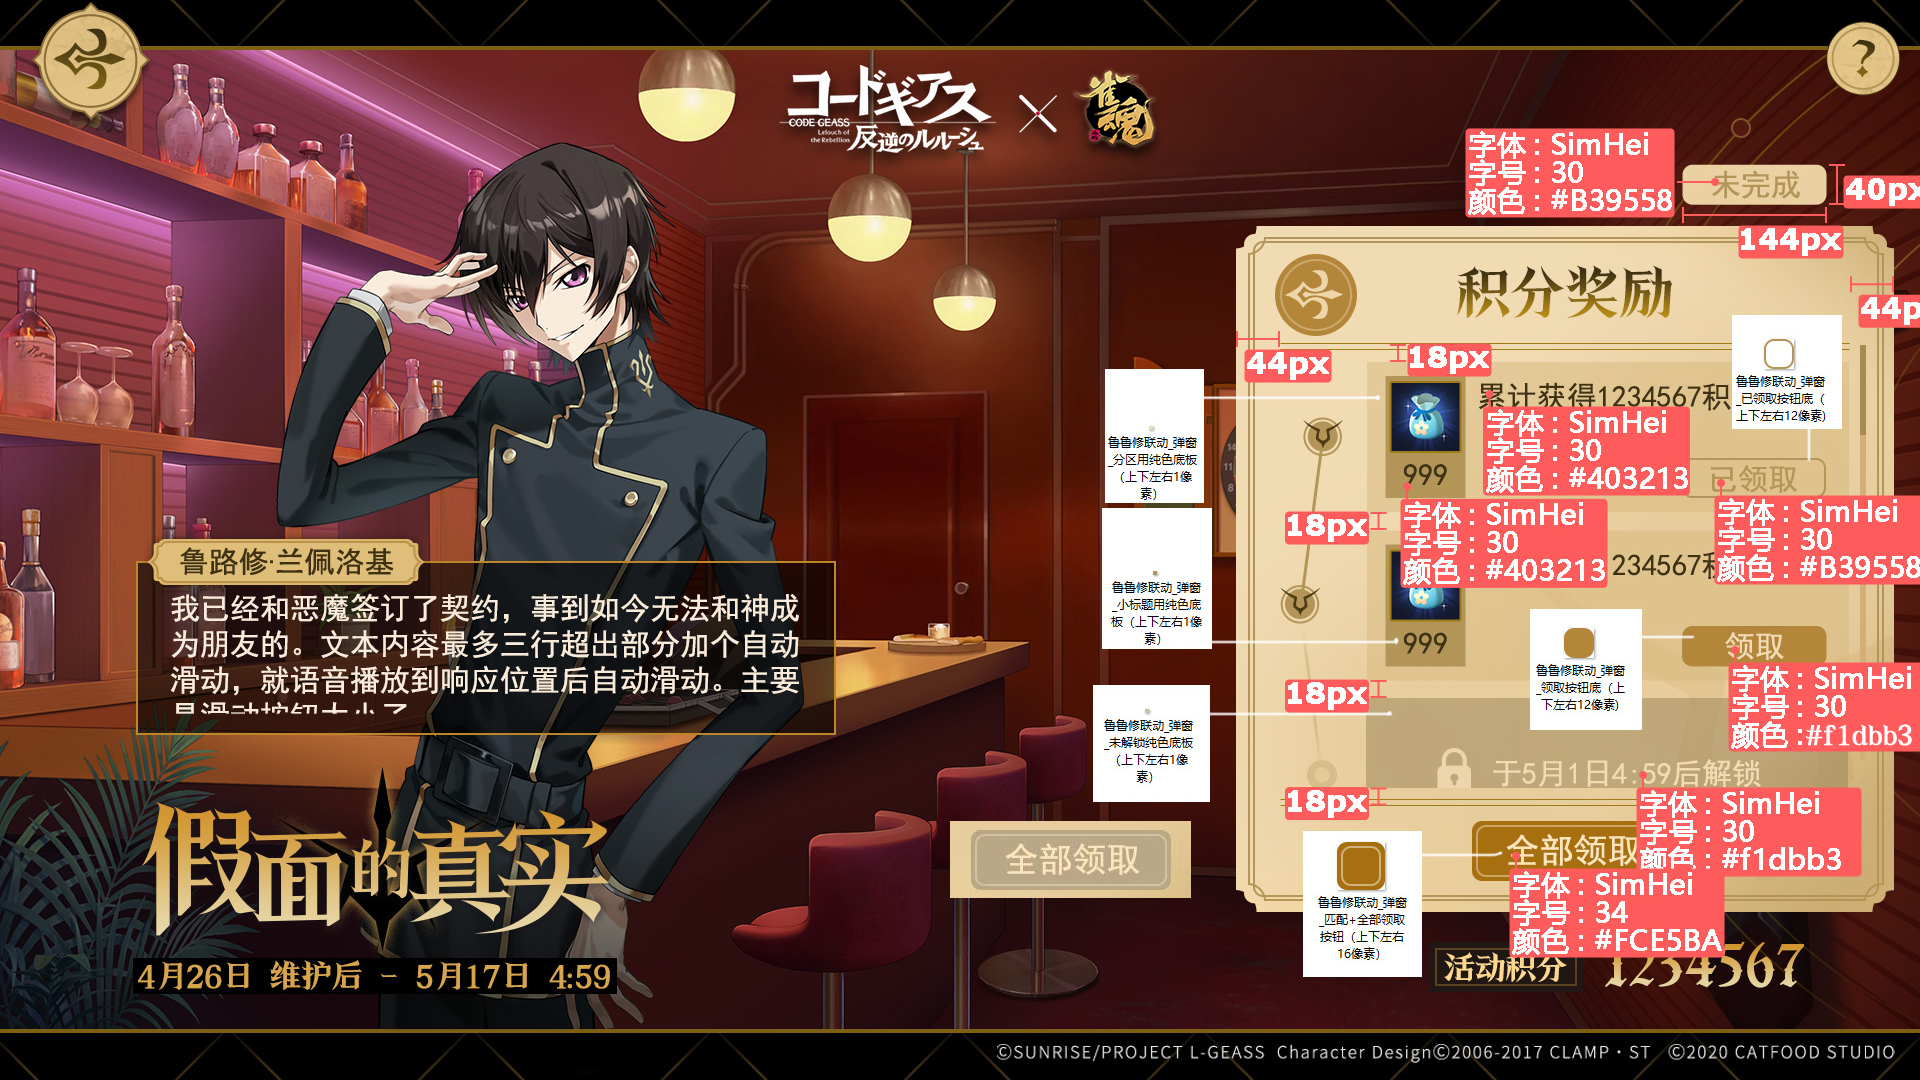 コードギアス
CODE GEASS
Lelouch of
the Rebellion
反逆のルルーシュ
雀魂
?
字体：SimHei
字号：30
颜色：#B39558
未完成
40px
144px
积分奖励
44p
44px
18px
累计获得1234567积
鲁鲁修联动_弹窗
_已领取按钮底（
上下左右12像素）
鲁鲁修联动_弹窗
_分区用纯色底板
（上下左右1像
素）
字体：SimHei
字号：30
颜色：#403213
999
已领取
18px
字体：SimHei
字号：30
颜色：#403213
字体：SimHei
字号：30
颜色：#B39558
234567积
鲁鲁修联动_弹窗
_小标题用纯色底
板（上下左右1像
素）
999
领取
鲁鲁修联动_弹窗
_领取按钮底（上
下左右12像素）
字体：SimHei
字号：30
颜色：#f1dbb3
18px
鲁鲁修联动_弹窗
_未解锁纯色底板
（上下左右1像
素）
于5月1日4:59后解锁
18px
字体：SimHei
字号：30
颜色：#f1dbb3
全部领取
全部领取
字体：SimHei
字号：34
颜色：#FCE5BA
鲁鲁修联动_弹窗
_匹配+全部领取
按钮（上下左右
16像素）
活动积分
1234567
鲁路修·兰佩洛基
我已经和恶魔签订了契约，事到如今无法和神成
为朋友的。文本内容最多三行超出部分加个自动
滑动，就语音播放到响应位置后自动滑动。主要
是滑动按钮大小了
假面的真实
4月26日 维护后 - 5月17日 4:59
©SUNRISE/PROJECT L-GEASS Character Design©2006-2017 CLAMP・ST ©2020 CATFOOD STUDIO